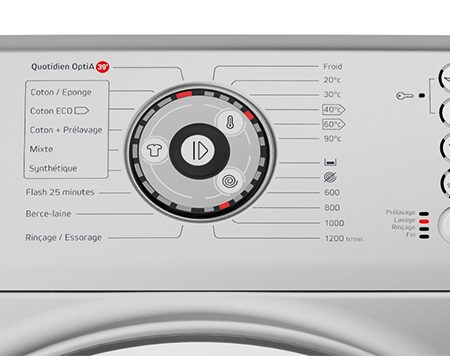 Quotidien OptiA 39'
Coton / Eponge
Coton ECO
Coton + Prélavage
Mixte
Synthétique
Flash 25 minutes
Berce-laine
Rinçage / Essorage
Froid
20°c
30°c
40°c
60°c
90°c
600
800
1000
1200 tr/min
Prélavage
Lavage
Rinçage
Fin